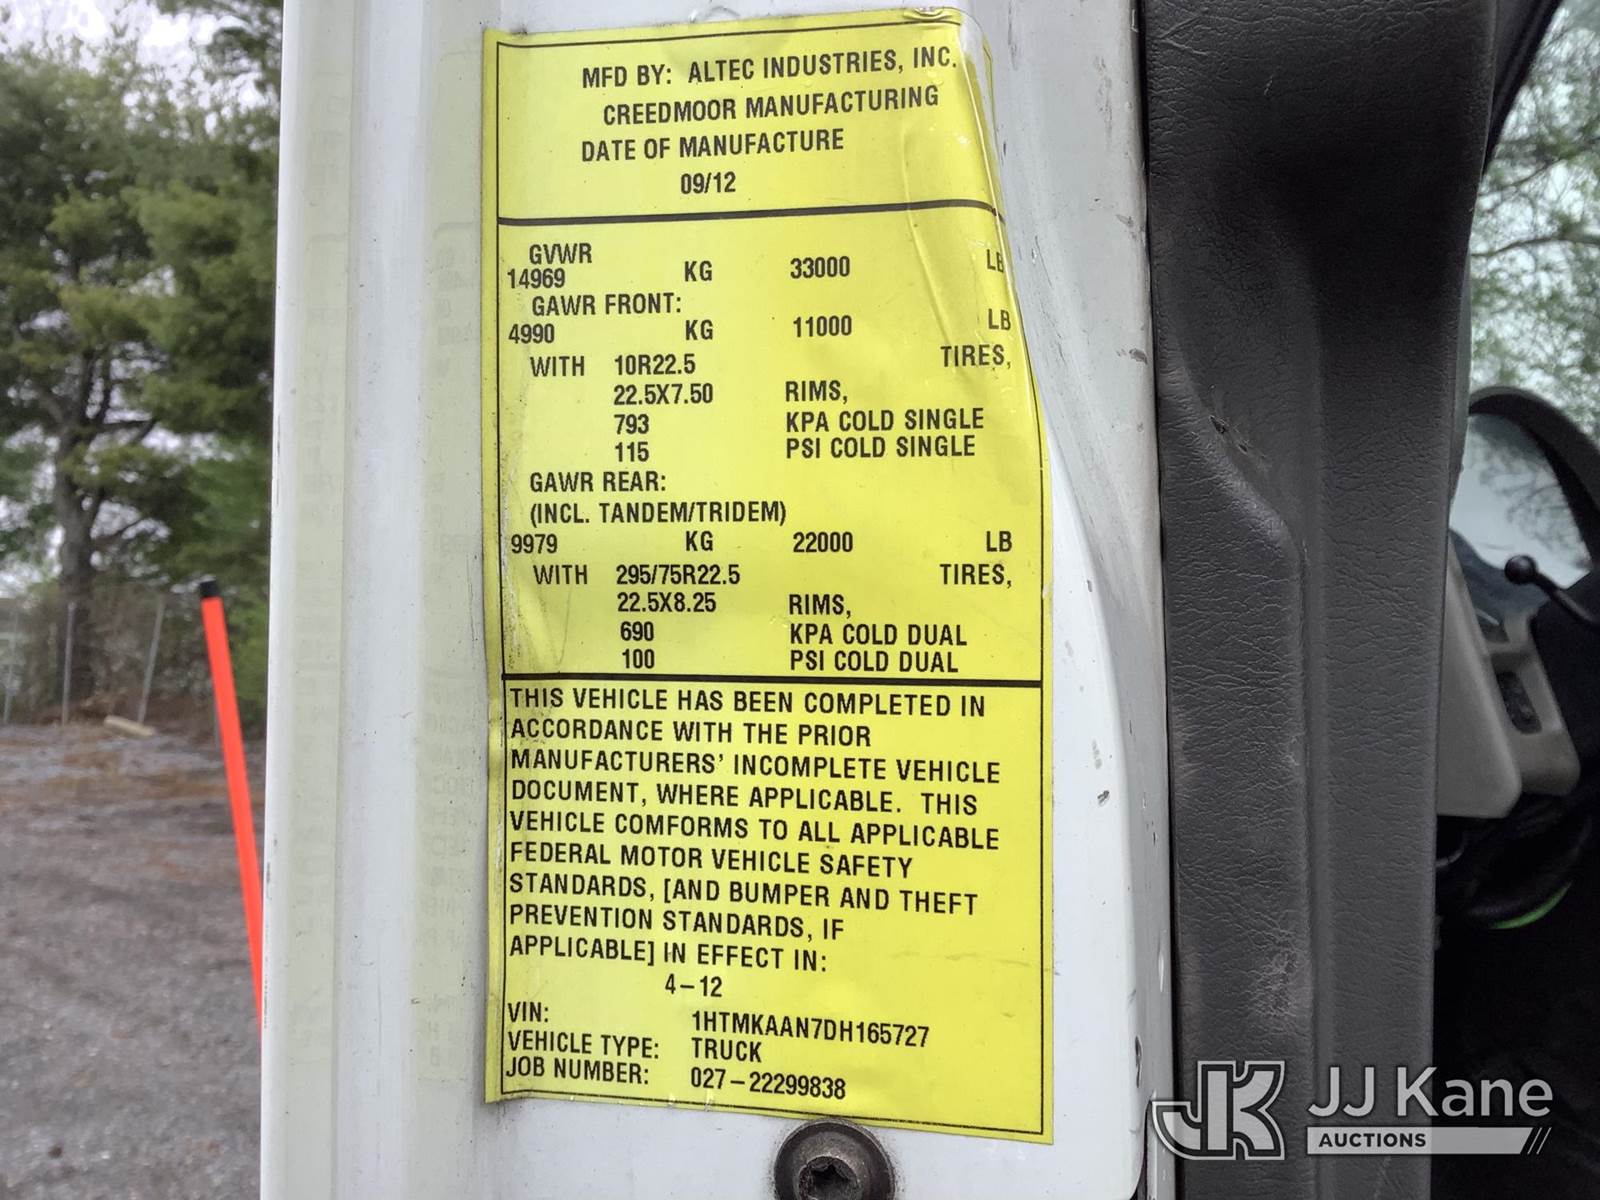 MFD BY: ALTEC INDUSTRIES, INC.
CREEDMOOR MANUFACTURING
DATE OF MANUFACTURE
09/12
GVWR
14969 KG 33000 LB
GAWR FRONT:
4990 KG 11000 LB
WITH 10R22.5 TIRES,
22.5X7.50 RIMS,
793 KPA COLD SINGLE
115 PSI COLD SINGLE
GAWR REAR:
(INCL. TANDEM/TRIDEM)
9979 KG 22000 LB
WITH 295/75R22.5 TIRES,
22.5X8.25 RIMS,
690 KPA COLD DUAL
100 PSI COLD DUAL
THIS VEHICLE HAS BEEN COMPLETED IN
ACCORDANCE WITH THE PRIOR
MANUFACTURERS' INCOMPLETE VEHICLE
DOCUMENT, WHERE APPLICABLE. THIS
VEHICLE COMFORMS TO ALL APPLICABLE
FEDERAL MOTOR VEHICLE SAFETY
STANDARDS, [AND BUMPER AND THEFT
PREVENTION STANDARDS, IF
APPLICABLE] IN EFFECT IN:
4-12
VIN: 1HTMKAAN7DH165727
VEHICLE TYPE: TRUCK
JOB NUMBER: 027-22299838
JK JJ Kane
AUCTIONS